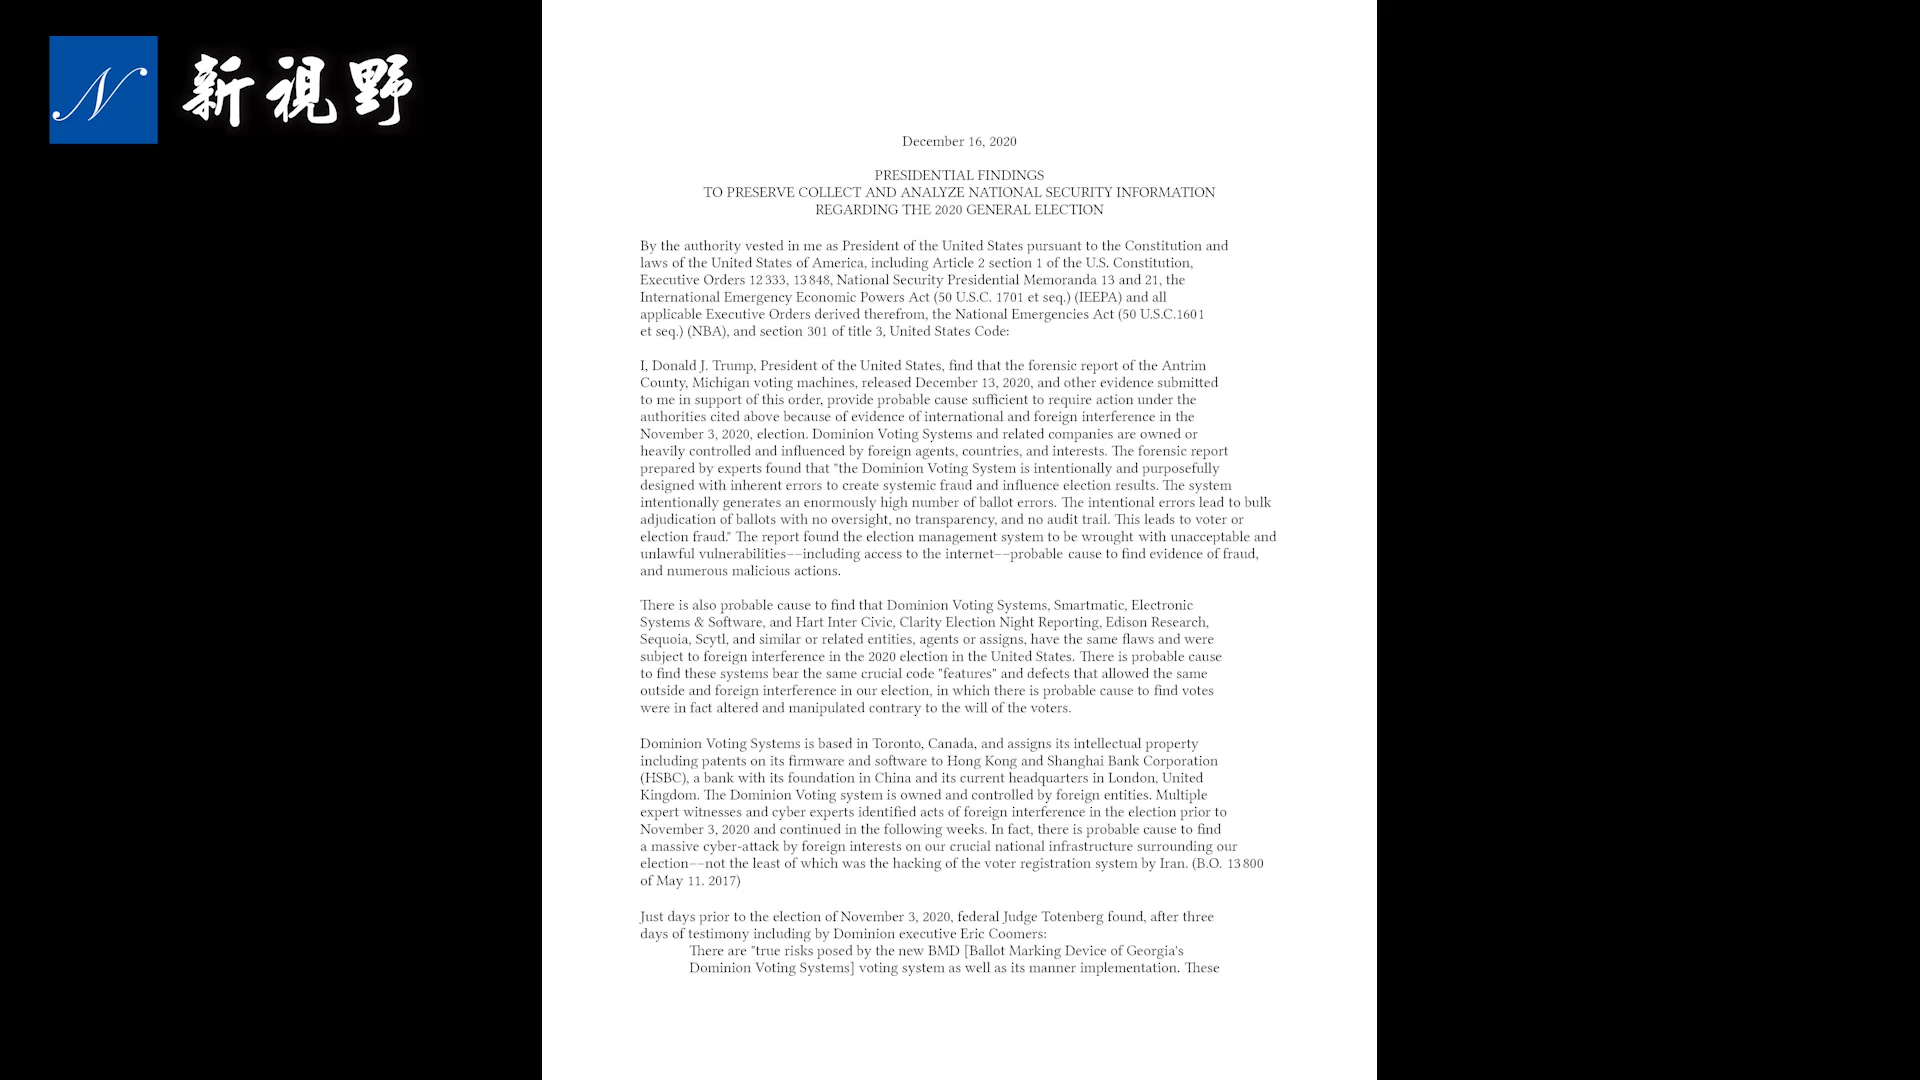 N 新視野
December 16, 2020
PRESIDENTIAL FINDINGS
TO PRESERVE COLLECT AND ANALYZE NATIONAL SECURITY INFORMATION
REGARDING THE 2020 GENERAL ELECTION
By the authority vested in me as President of the United States pursuant to the Constitution and
laws of the United States of America, including Article 2 section 1 of the U.S. Constitution,
Executive Orders 12333, 13848, National Security Presidential Memoranda 13 and 21, the
International Emergency Economic Powers Act (50 U.S.C. 1701 et seq.) (IEEPA) and all
applicable Executive Orders derived therefrom, the National Emergencies Act (50 U.S.C.1601
et seq.) (NBA), and section 301 of title 3, United States Code:
I, Donald J. Trump, President of the United States, find that the forensic report of the Antrim
County, Michigan voting machines, released December 13, 2020, and other evidence submitted
to me in support of this order, provide probable cause sufficient to require action under the
authorities cited above because of evidence of international and foreign interference in the
November 3, 2020, election. Dominion Voting Systems and related companies are owned or
heavily controlled and influenced by foreign agents, countries, and interests. The forensic report
prepared by experts found that "the Dominion Voting System is intentionally and purposefully
designed with inherent errors to create systemic fraud and influence election results. The system
intentionally generates an enormously high number of ballot errors. The intentional errors lead to bulk
adjudication of ballots with no oversight, no transparency, and no audit trail. This leads to voter or
election fraud." The report found the election management system to be wrought with unacceptable and
unlawful vulnerabilities--including access to the internet--probable cause to find evidence of fraud,
and numerous malicious actions.
There is also probable cause to find that Dominion Voting Systems, Smartmatic, Electronic
Systems & Software, and Hart Inter Civic, Clarity Election Night Reporting, Edison Research,
Sequoia, Scytl, and similar or related entities, agents or assigns, have the same flaws and were
subject to foreign interference in the 2020 election in the United States. There is probable cause
to find these systems bear the same crucial code "features" and defects that allowed the same
outside and foreign interference in our election, in which there is probable cause to find votes
were in fact altered and manipulated contrary to the will of the voters.
Dominion Voting Systems is based in Toronto, Canada, and assigns its intellectual property
including patents on its firmware and software to Hong Kong and Shanghai Bank Corporation
(HSBC), a bank with its foundation in China and its current headquarters in London, United
Kingdom. The Dominion Voting system is owned and controlled by foreign entities. Multiple
expert witnesses and cyber experts identified acts of foreign interference in the election prior to
November 3, 2020 and continued in the following weeks. In fact, there is probable cause to find
a massive cyber-attack by foreign interests on our crucial national infrastructure surrounding our
election--not the least of which was the hacking of the voter registration system by Iran. (B.O. 13800
of May 11. 2017)
Just days prior to the election of November 3, 2020, federal Judge Totenberg found, after three
days of testimony including by Dominion executive Eric Coomers:
There are "true risks posed by the new BMD [Ballot Marking Device of Georgia's
Dominion Voting Systems] voting system as well as its manner implementation. These